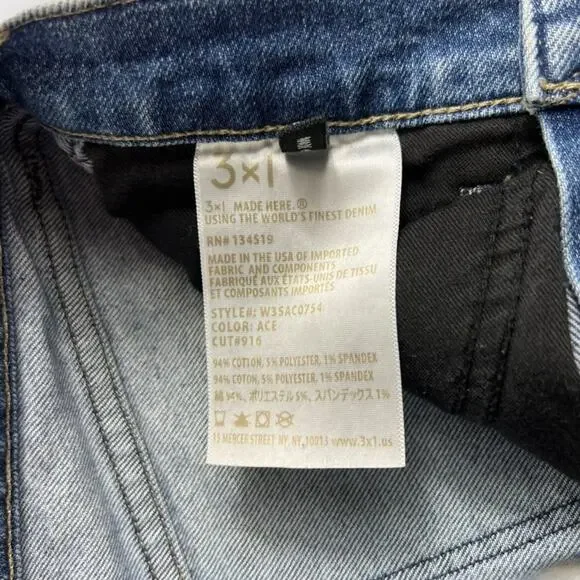 3×1
3×1 MADE HERE.®
USING THE WORLD'S FINEST DENIM
RN# 134519
MADE IN THE USA OF IMPORTED
FABRIC AND COMPONENTS
FABRIQUÉ AUX ÉTATS-UNIS DE TISSU
ET COMPOSANTS IMPORTÉS
STYLE#: W3SAC0754
COLOR: ACE
CUT#916
94% COTTON, 5% POLYESTER, 1% SPANDEX
94% COTTON, 5% POLYESTER, 1% SPANDEX
綿 94%、ポリエステル 5%、スパンデックス 1%
15 MERCER STREET NY, NY, 10013 www.3x1.us